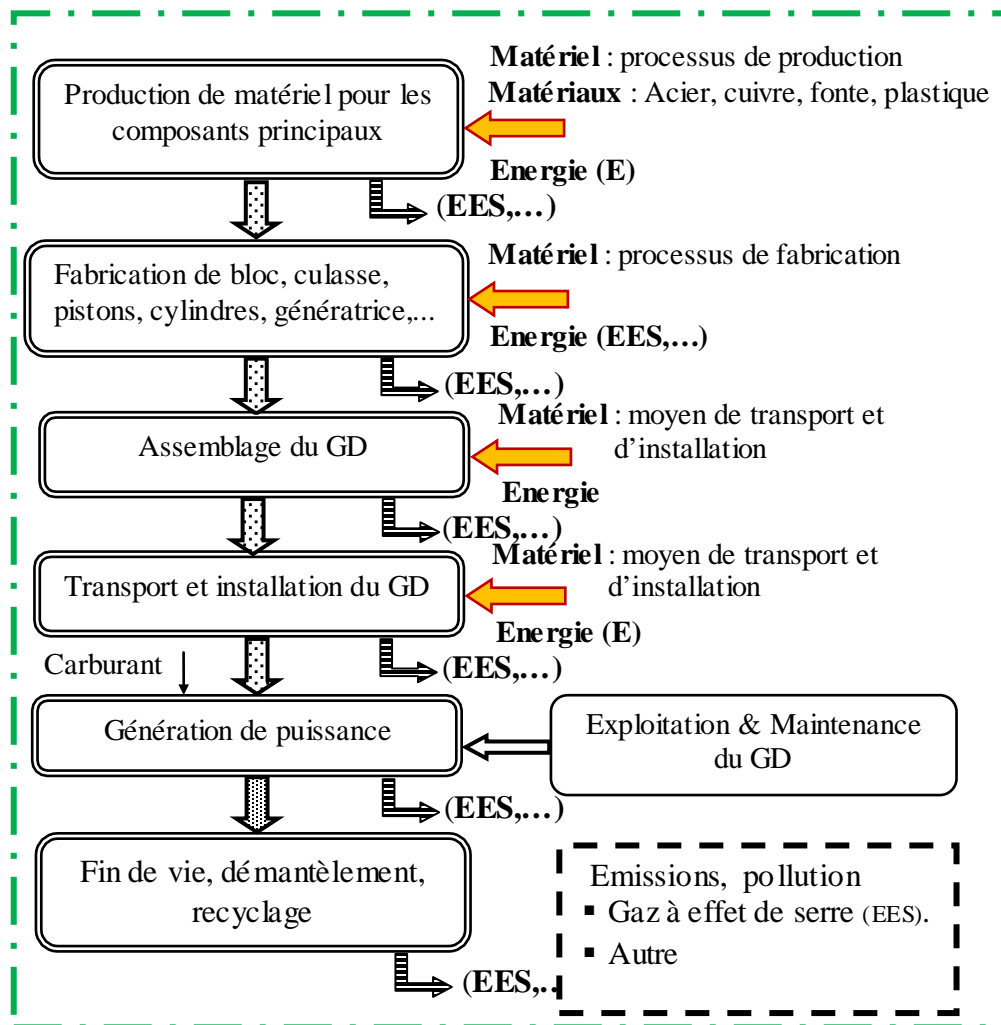 Matériel : processus de production
Production de matériel pour les
composants principaux
Matériaux : Acier, cuivre, fonte, plastique
Energie (E)
(EES,…)
Fabrication de bloc, culasse,
pistons, cylindres, génératrice,...
Matériel : processus de fabrication
Energie (EES,…)
(EES,…)
Assemblage du GD
Matériel : moyen de transport et
d’installation
Energie
(EES,…)
Transport et installation du GD
Matériel : moyen de transport et
d’installation
Energie (E)
(EES,…)
Carburant
Génération de puissance
Exploitation & Maintenance
du GD
(EES,…)
Fin de vie, démantèlement,
recyclage
Emissions, pollution
▪ Gaz à effet de serre (EES).
▪ Autre
(EES,..